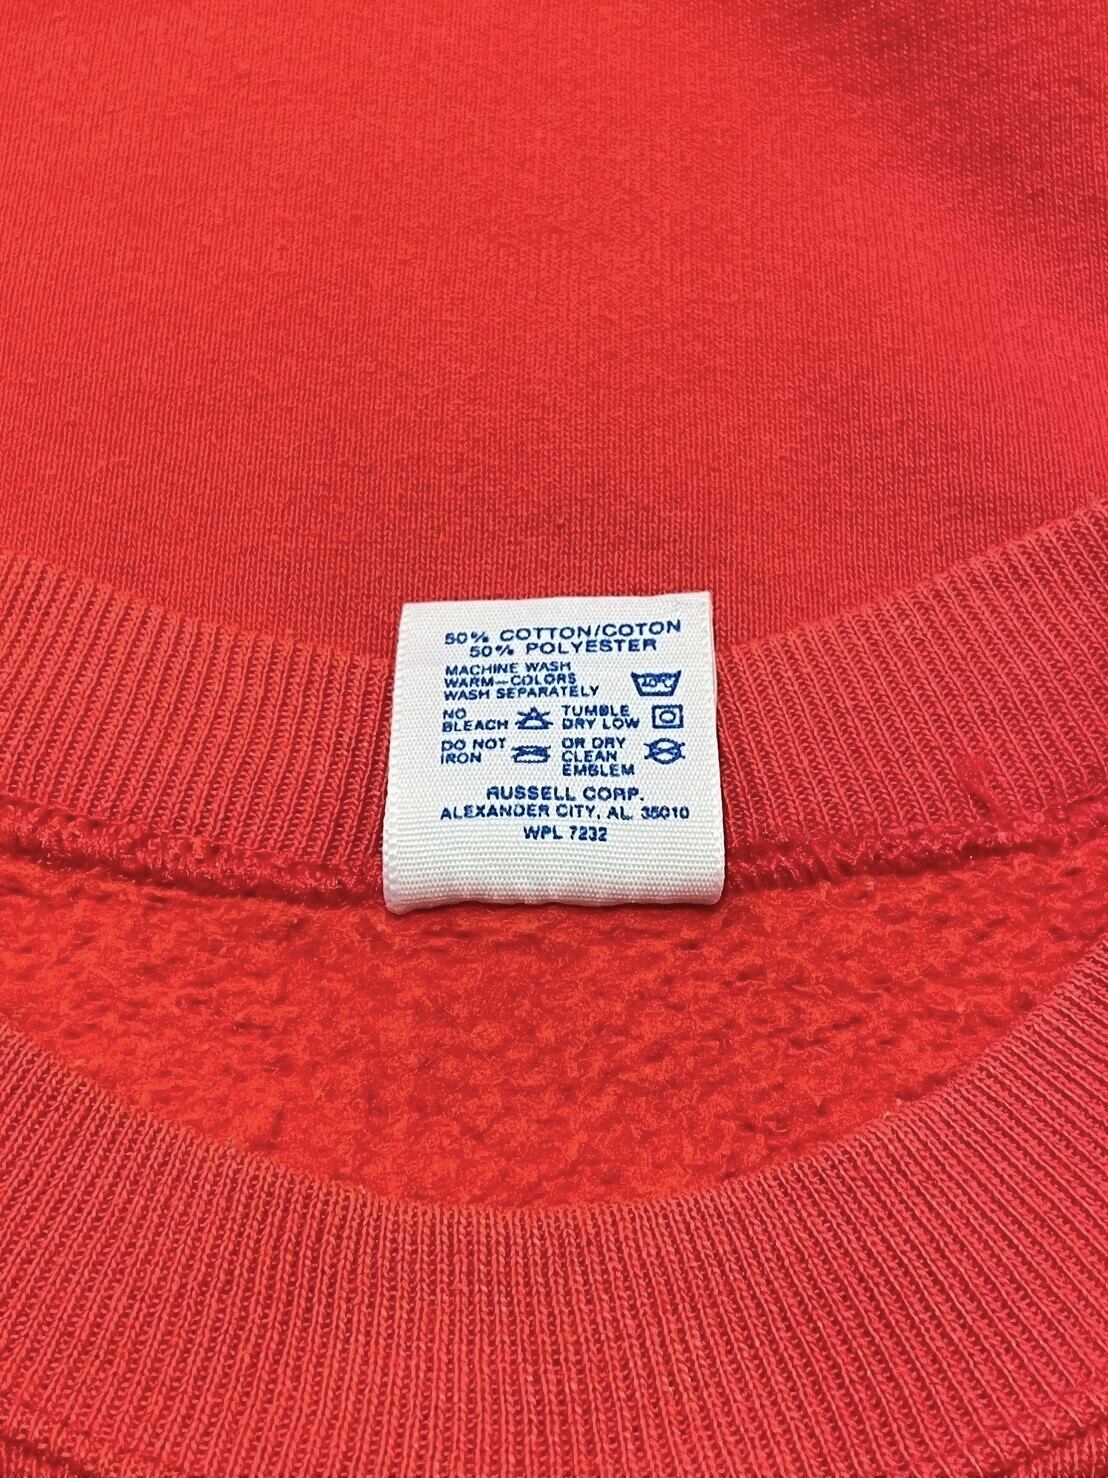 50% COTTON/COTON
50% POLYESTER
MACHINE WASH
WARM-COLORS
WASH SEPARATELY
NO
BLEACH
TUMBLE
DRY LOW
DO NOT
IRON
OR DRY
CLEAN
EMBLEM
RUSSELL CORP.
ALEXANDER CITY, AL. 35010
WPL 7232